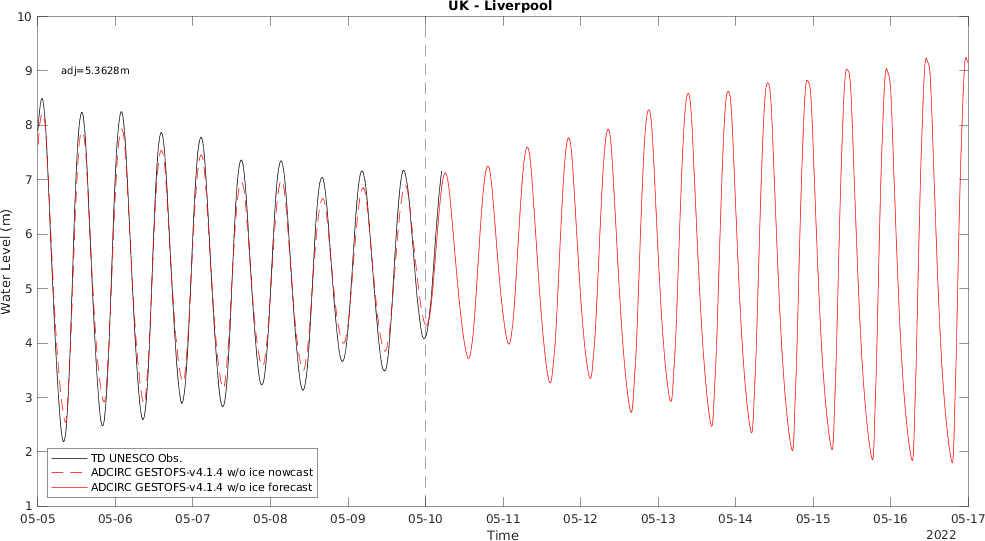 UK - Liverpool
10
9
8
7
6
5
4
3
2
1
Water Level (m)
adj=5.3628m
TD UNESCO Obs.
ADCIRC GESTOFS-v4.1.4 w/o ice nowcast
ADCIRC GESTOFS-v4.1.4 w/o ice forecast
05-05 05-06 05-07 05-08 05-09 05-10 05-11 05-12 05-13 05-14 05-15 05-16 05-17
Time
2022